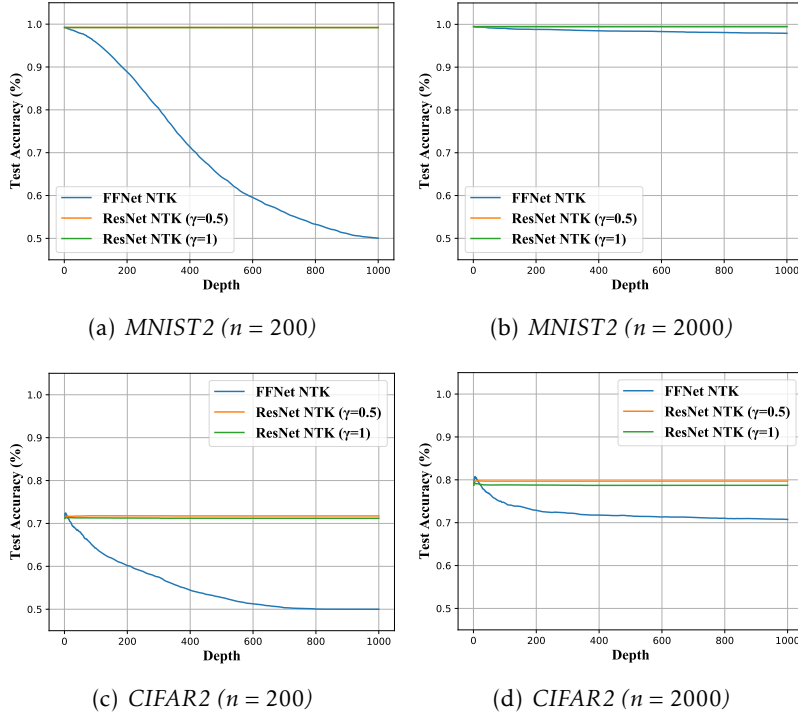 1.0
0.9
0.8
0.7
0.6
0.5
Test Accuracy (%)
FFNet NTK
ResNet NTK (γ=0.5)
ResNet NTK (γ=1)
0 200 400 600 800 1000
Depth
(a) MNIST2 (n = 200)
1.0
0.9
0.8
0.7
0.6
0.5
Test Accuracy (%)
FFNet NTK
ResNet NTK (γ=0.5)
ResNet NTK (γ=1)
0 200 400 600 800 1000
Depth
(b) MNIST2 (n = 2000)
1.0
0.9
0.8
0.7
0.6
0.5
Test Accuracy (%)
FFNet NTK
ResNet NTK (γ=0.5)
ResNet NTK (γ=1)
0 200 400 600 800 1000
Depth
(c) CIFAR2 (n = 200)
1.0
0.9
0.8
0.7
0.6
0.5
Test Accuracy (%)
FFNet NTK
ResNet NTK (γ=0.5)
ResNet NTK (γ=1)
0 200 400 600 800 1000
Depth
(d) CIFAR2 (n = 2000)